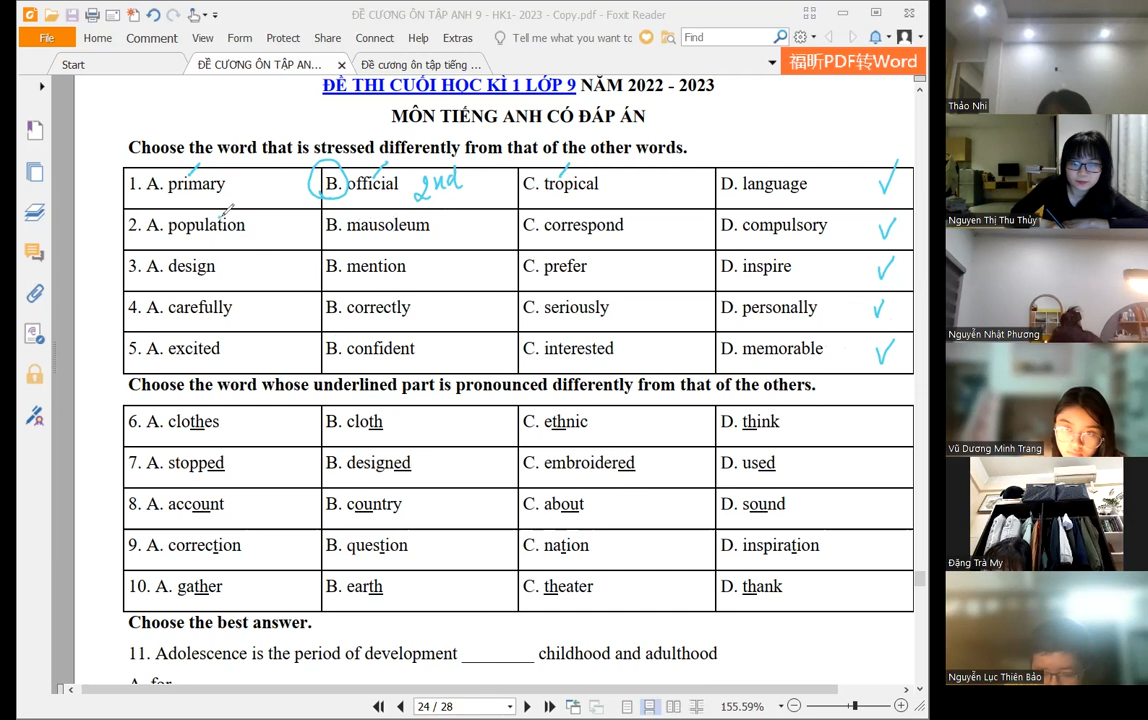 ĐỀ CƯƠNG ÔN TẬP ANH 9 - HK1- 2023 - Copy.pdf - Foxit Reader
File Home Comment View Form Protect Share Connect Help Extras Tell me what you want to Find
Start ĐỀ CƯƠNG ÔN TẬP AN... Đề cương ôn tập tiếng ... 福昕PDF转Word
ĐỀ THI CUỐI HỌC KÌ 1 LỚP 9 NĂM 2022 - 2023
MÔN TIẾNG ANH CÓ ĐÁP ÁN
Choose the word that is stressed differently from that of the other words.
1. A. primary B. official 2nd C. tropical D. language
2. A. population B. mausoleum C. correspond D. compulsory
3. A. design B. mention C. prefer D. inspire
4. A. carefully B. correctly C. seriously D. personally
5. A. excited B. confident C. interested D. memorable
Choose the word whose underlined part is pronounced differently from that of the others.
6. A. clothes B. cloth C. ethnic D. think
7. A. stopped B. designed C. embroidered D. used
8. A. account B. country C. about D. sound
9. A. correction B. question C. nation D. inspiration
10. A. gather B. earth C. theater D. thank
Choose the best answer.
11. Adolescence is the period of development ________ childhood and adulthood
A. for
24 / 28 155.59%
Thảo Nhi
Nguyen Thị Thu Thủy
Nguyễn Nhật Phương
Vũ Dương Minh Trang
Đặng Trà My
Nguyễn Lục Thiên Bảo